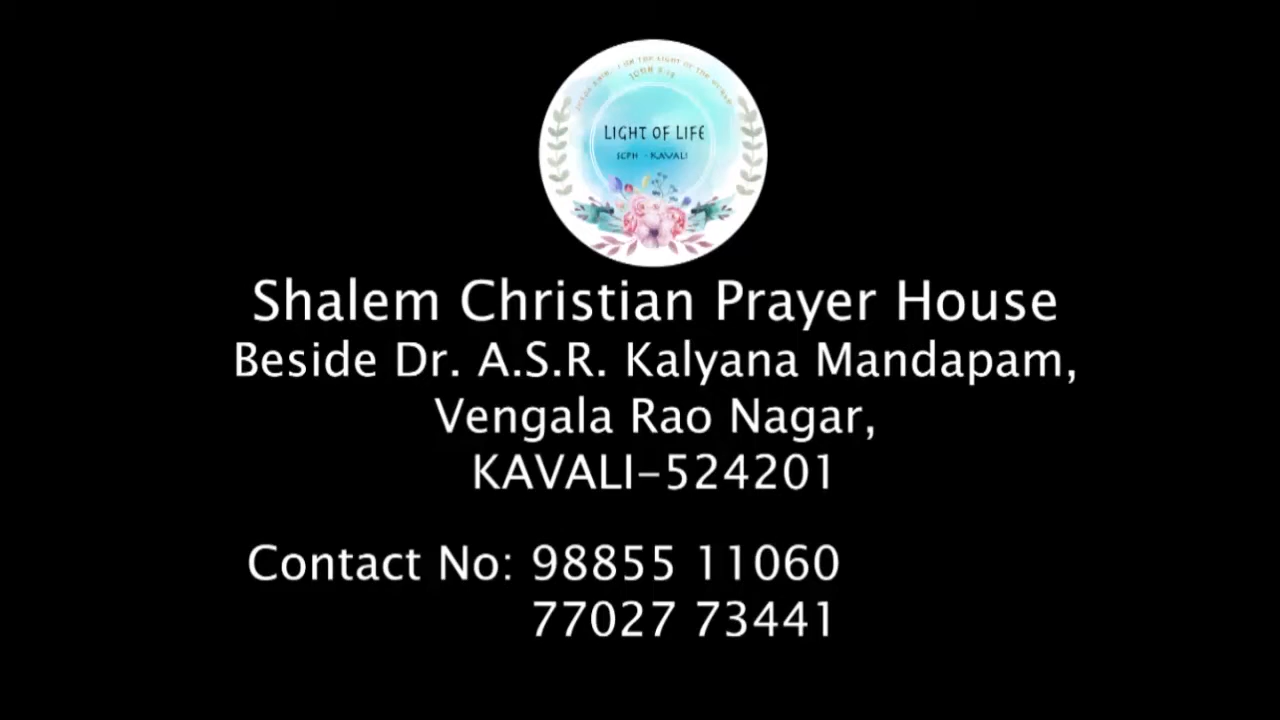 LIGHT OF LIFE
SCPH - KAVALI
Shalem Christian Prayer House
Beside Dr. A.S.R. Kalyana Mandapam,
Vengala Rao Nagar,
KAVALI-524201
Contact No: 98855 11060
77027 73441